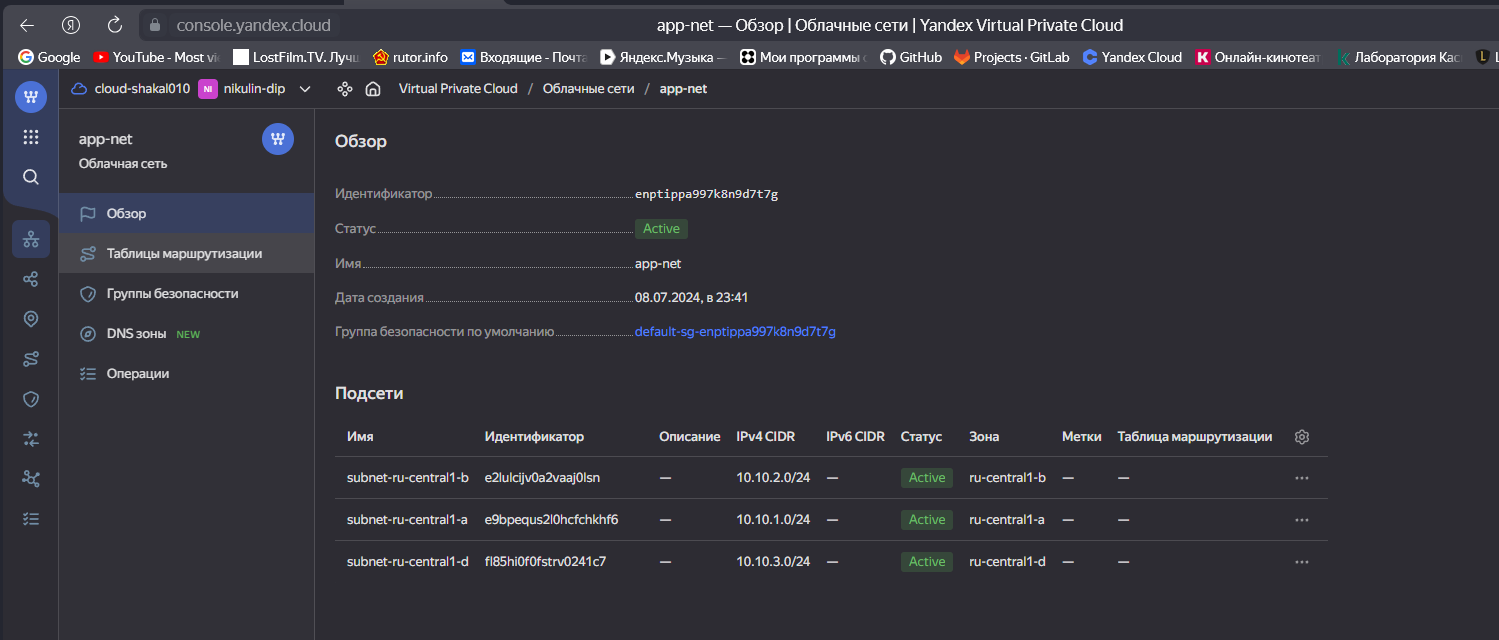 console.yandex.cloud app-net — Обзор | Облачные сети | Yandex Virtual Private Cloud
Google YouTube - Most LostFilm.TV. rutor.info Входящие - Яндекс.Музыка — Мои программы GitHub Projects · GitLab Yandex Cloud Лаборатория
cloud-shakal010 NI nikulin-dip Virtual Private Cloud / Облачные сети / app-net
app-net
Облачная сеть
Обзор
Таблицы маршрутизации
Группы безопасности
DNS зоны NEW
Операции
Обзор
Идентификатор enptippa997k8n9d7t7g
Статус Active
Имя app-net
Дата создания 08.07.2024, в 23:41
Группа безопасности по умолчанию default-sg-enptippa997k8n9d7t7g
Подсети
Имя Идентификатор Описание IPv4 CIDR IPv6 CIDR Статус Зона Метки Таблица маршрутизации
subnet-ru-central1-b e2lulcijv0a2vaaj0lsn — 10.10.2.0/24 — Active ru-central1-b — —
subnet-ru-central1-a e9bpequs2l0hcfchkhf6 — 10.10.1.0/24 — Active ru-central1-a — —
subnet-ru-central1-d fl85hi0f0fstrv0241c7 — 10.10.3.0/24 — Active ru-central1-d — —